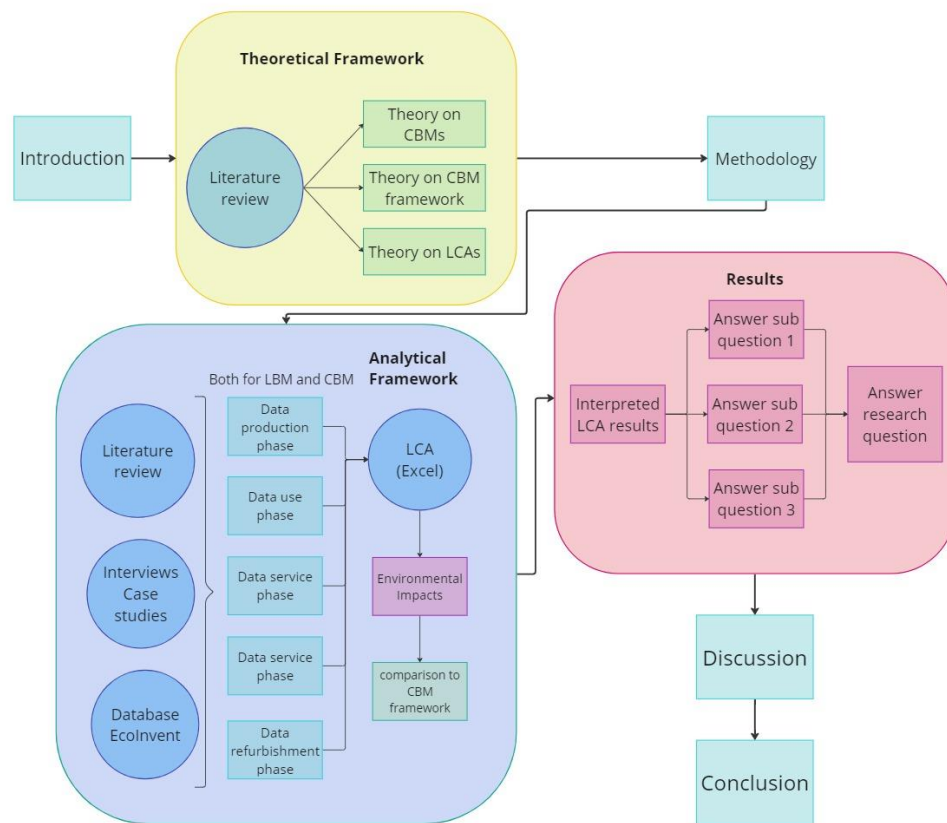 Theoretical Framework
Introduction
Literature
review
Theory on
CBMs
Theory on CBM
framework
Theory on LCAs
Methodology
Analytical
Framework
Both for LBM and CBM
Literature
review
Interviews
Case
studies
Database
EcoInvent
Data
production
phase
Data use
phase
Data service
phase
Data service
phase
Data
refurbishment
phase
LCA
(Excel)
Environmental
Impacts
comparison to
CBM
framework
Results
Interpreted
LCA results
Answer sub
question 1
Answer sub
question 2
Answer sub
question 3
Answer
research
question
Discussion
Conclusion